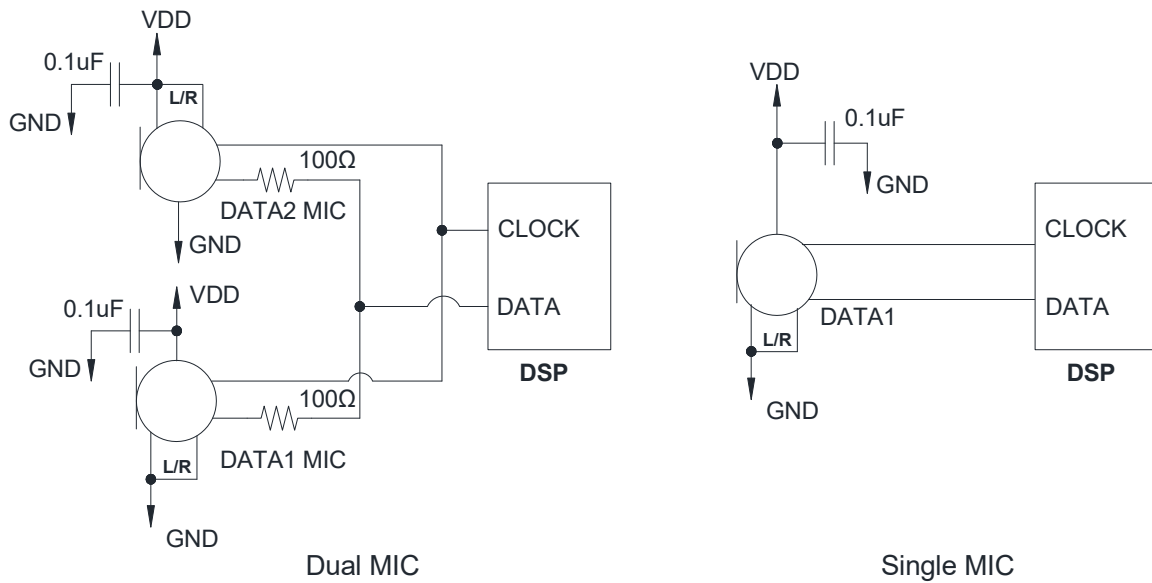 VDD
0.1uF
L/R
GND
100Ω
DATA2 MIC
GND
CLOCK
VDD
0.1uF
DATA
GND
DSP
100Ω
DATA1 MIC
L/R
GND
Dual MIC
VDD
0.1uF
GND
CLOCK
DATA
DATA1
L/R
DSP
GND
Single MIC